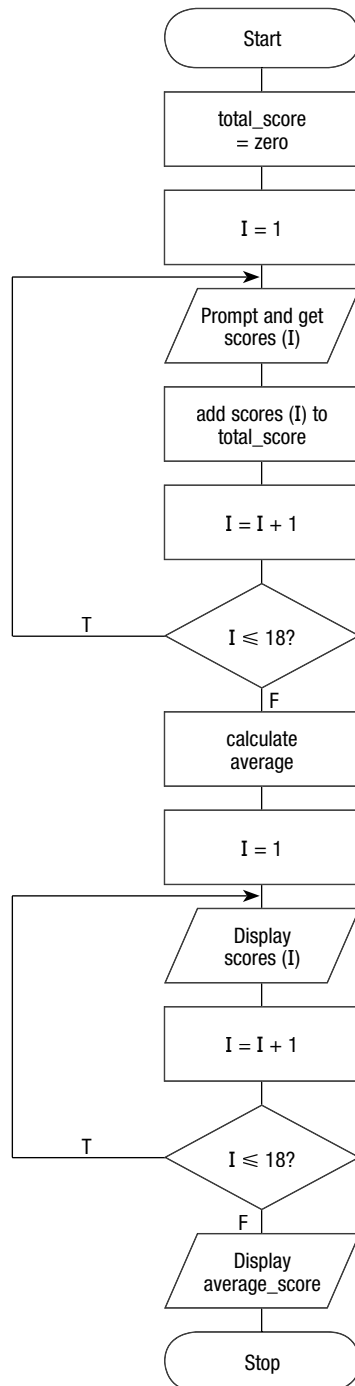 Start
total_score
= zero
I = 1
Prompt and get
scores (I)
add scores (I) to
total_score
I = I + 1
I ⩽ 18?
T
F
calculate
average
I = 1
Display
scores (I)
I = I + 1
I ⩽ 18?
T
F
Display
average_score
Stop